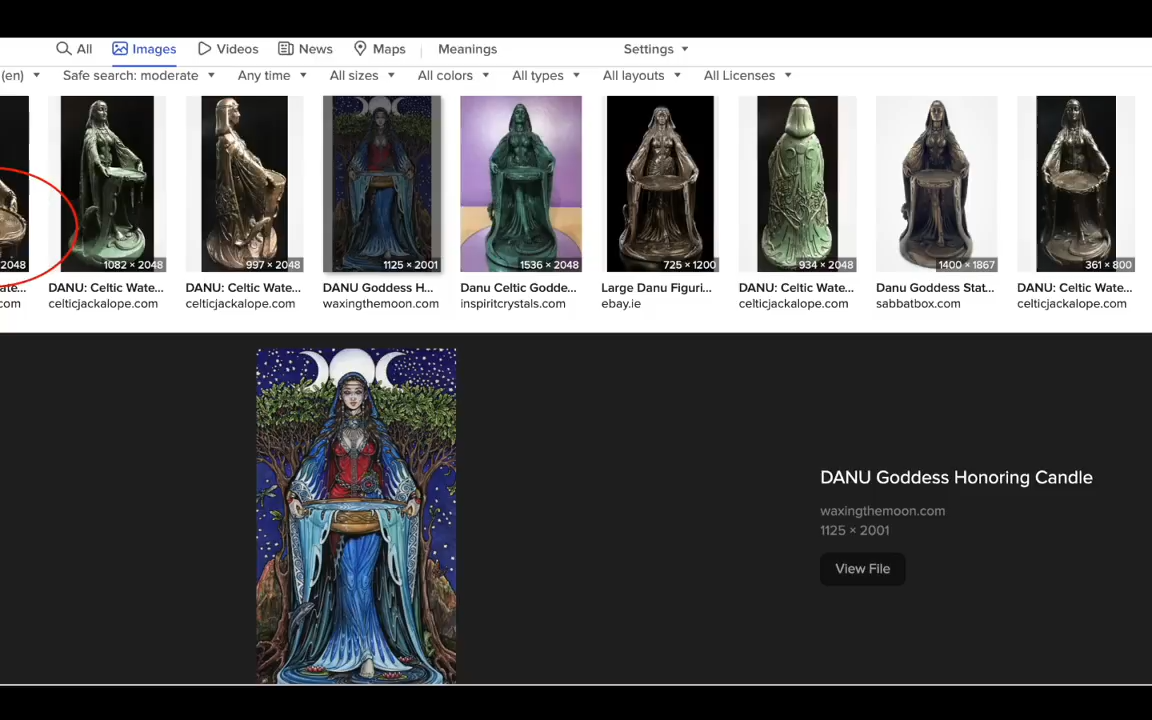 All Images Videos News Maps Meanings Settings
(en) Safe search: moderate Any time All sizes All colors All types All layouts All Licenses
2048 1082 × 2048 997 × 2048 1125 × 2001 1536 × 2048 725 × 1200 934 × 2048 1400 × 1867 361 × 800
ate... DANU: Celtic Wate... DANU: Celtic Wate... DANU Goddess H... Danu Celtic Godde... Large Danu Figuri... DANU: Celtic Wate... Danu Goddess Stat... DANU: Celtic Wate...
.com celticjackalope.com celticjackalope.com waxingthemoon.com inspiritcrystals.com ebay.ie celticjackalope.com sabbatbox.com celticjackalope.com
DANU Goddess Honoring Candle
waxingthemoon.com
1125 × 2001
View File